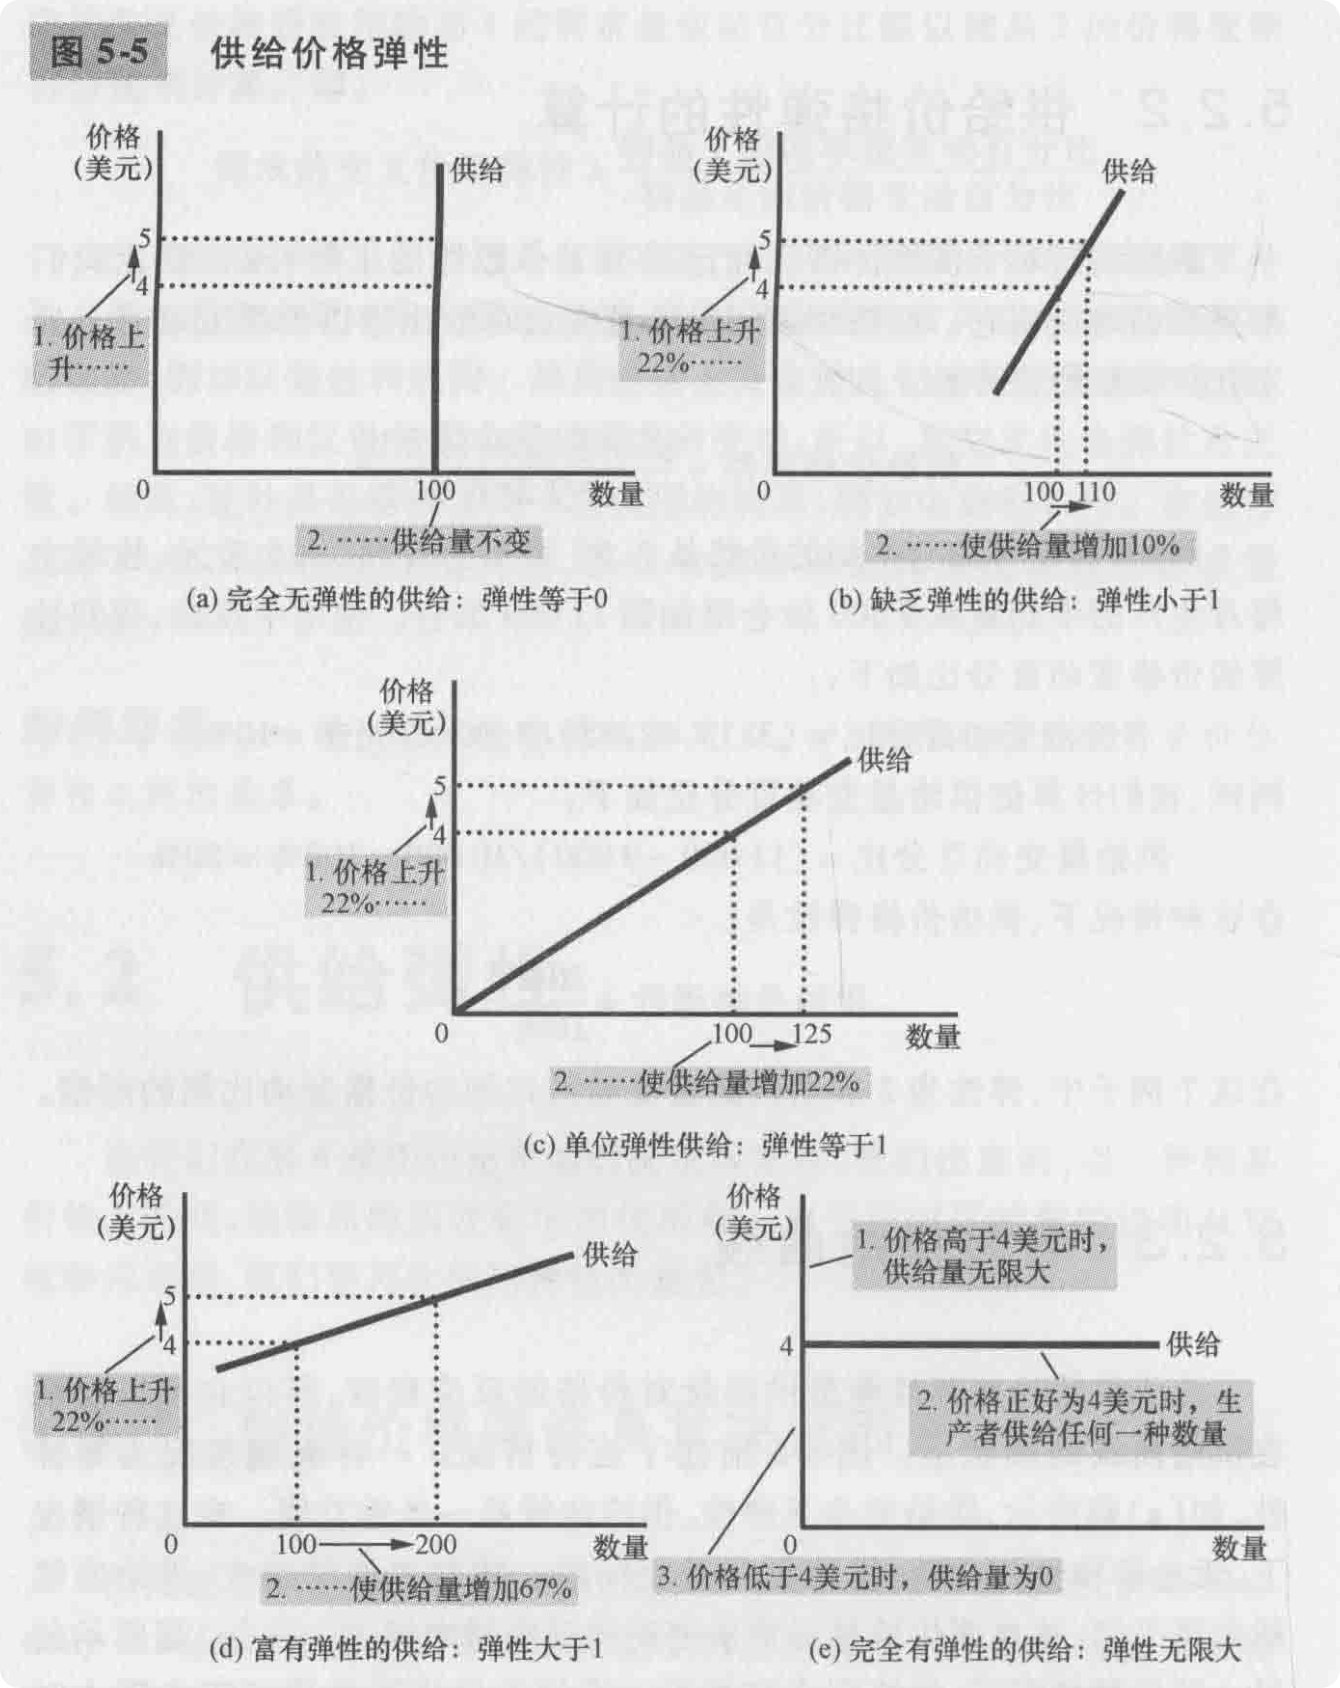 图 5-5 供给价格弹性
价格
(美元)
供给
5
4
1. 价格上
升……
0
100
数量
2. ……供给量不变
(a) 完全无弹性的供给：弹性等于0
价格
(美元)
供给
5
4
1. 价格上升
22%……
0
100 110
数量
2. ……使供给量增加10%
(b) 缺乏弹性的供给：弹性小于1
价格
(美元)
供给
5
4
1. 价格上升
22%……
0
100 125
数量
2. ……使供给量增加22%
(c) 单位弹性供给：弹性等于1
价格
(美元)
供给
5
4
1. 价格上升
22%……
0
100 200
数量
2. ……使供给量增加67%
(d) 富有弹性的供给：弹性大于1
价格
(美元)
1. 价格高于4美元时，
供给量无限大
4
供给
2. 价格正好为4美元时，生
产者供给任何一种数量
0
数量
3. 价格低于4美元时，供给量为0
(e) 完全有弹性的供给：弹性无限大